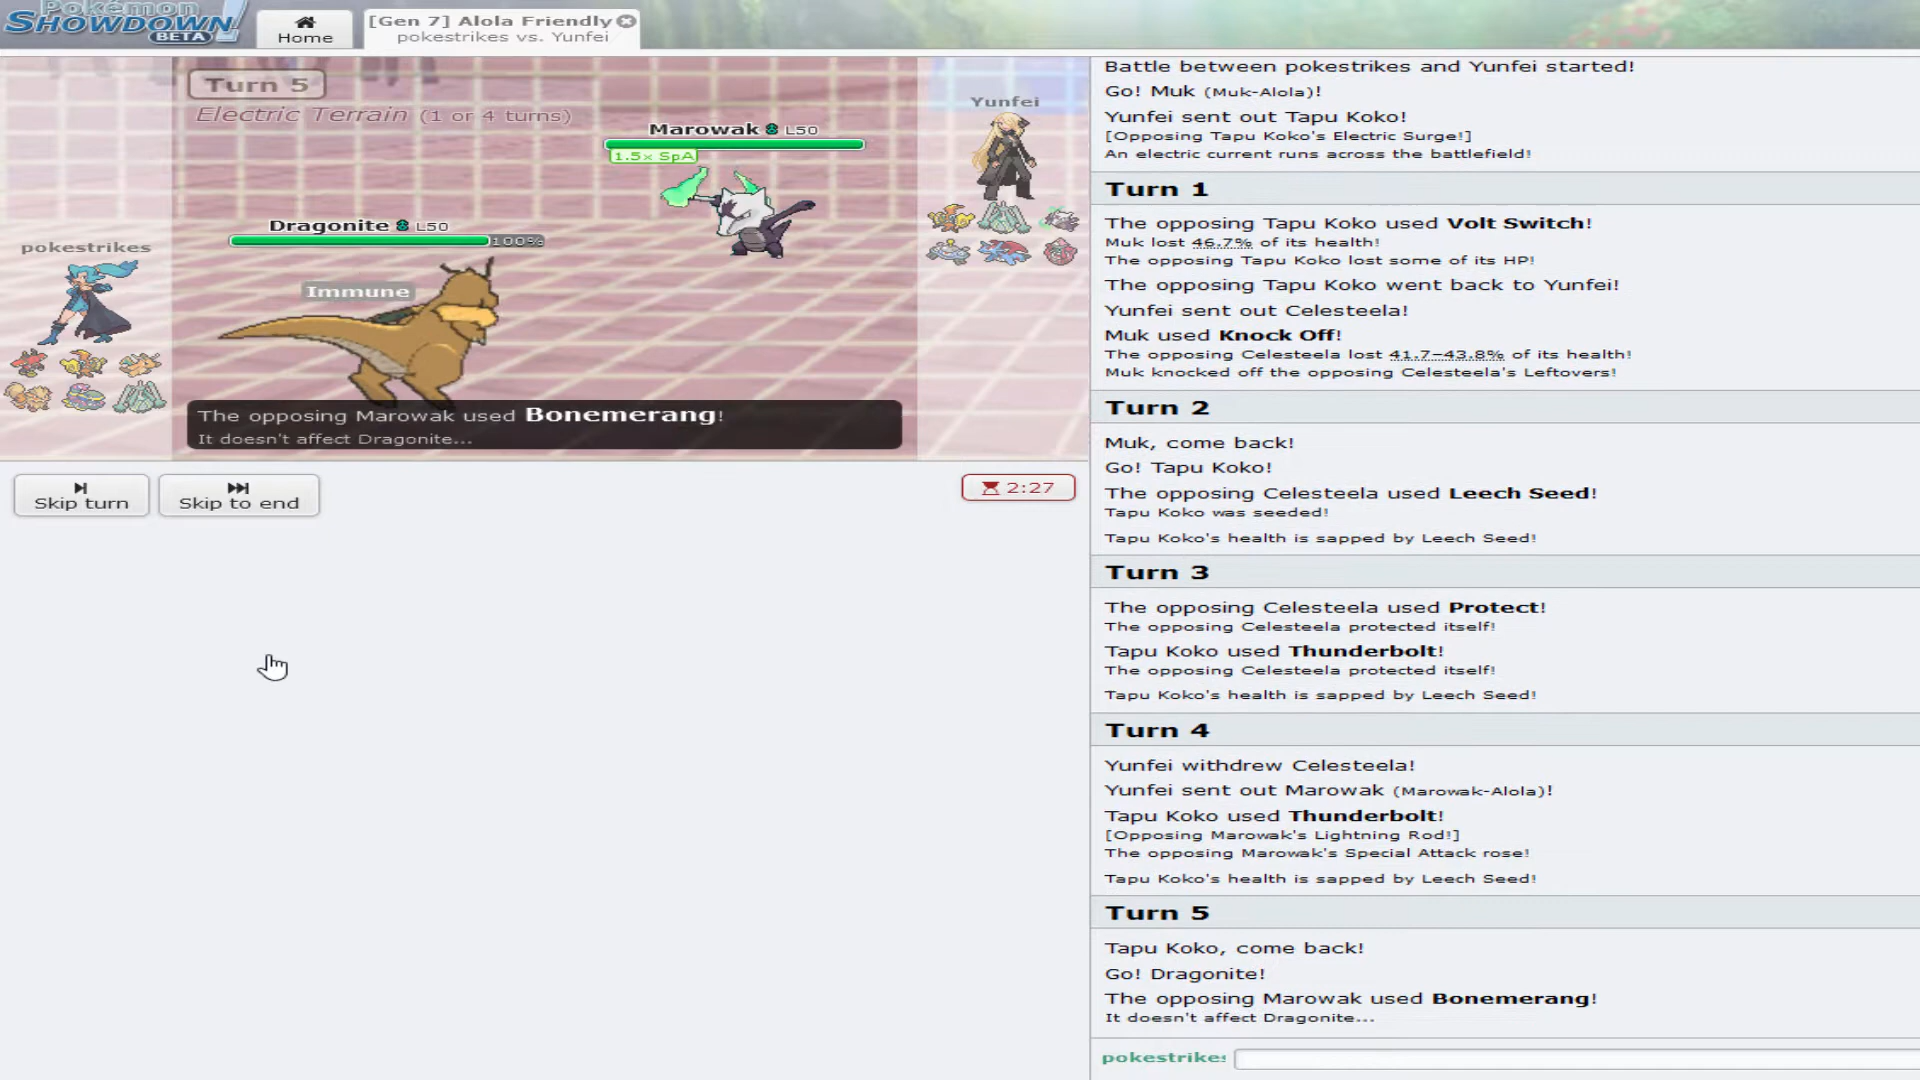 Pokémon
SHOWDOWN!
BETA
Home
[Gen 7] Alola Friendly
pokestrikes vs. Yunfei
Turn 5
Electric Terrain (1 or 4 turns)
Marowak L50
1.5× SpA
Yunfei
Dragonite L50
100%
pokestrikes
Immune
The opposing Marowak used Bonemerang!
It doesn't affect Dragonite...
Skip turn
Skip to end
2:27
Battle between pokestrikes and Yunfei started!
Go! Muk (Muk-Alola)!
Yunfei sent out Tapu Koko!
[Opposing Tapu Koko's Electric Surge!]
An electric current runs across the battlefield!
Turn 1
The opposing Tapu Koko used Volt Switch!
Muk lost 46.7% of its health!
The opposing Tapu Koko lost some of its HP!
The opposing Tapu Koko went back to Yunfei!
Yunfei sent out Celesteela!
Muk used Knock Off!
The opposing Celesteela lost 41.7–43.8% of its health!
Muk knocked off the opposing Celesteela's Leftovers!
Turn 2
Muk, come back!
Go! Tapu Koko!
The opposing Celesteela used Leech Seed!
Tapu Koko was seeded!
Tapu Koko's health is sapped by Leech Seed!
Turn 3
The opposing Celesteela used Protect!
The opposing Celesteela protected itself!
Tapu Koko used Thunderbolt!
The opposing Celesteela protected itself!
Tapu Koko's health is sapped by Leech Seed!
Turn 4
Yunfei withdrew Celesteela!
Yunfei sent out Marowak (Marowak-Alola)!
Tapu Koko used Thunderbolt!
[Opposing Marowak's Lightning Rod!]
The opposing Marowak's Special Attack rose!
Tapu Koko's health is sapped by Leech Seed!
Turn 5
Tapu Koko, come back!
Go! Dragonite!
The opposing Marowak used Bonemerang!
It doesn't affect Dragonite...
pokestrikes: